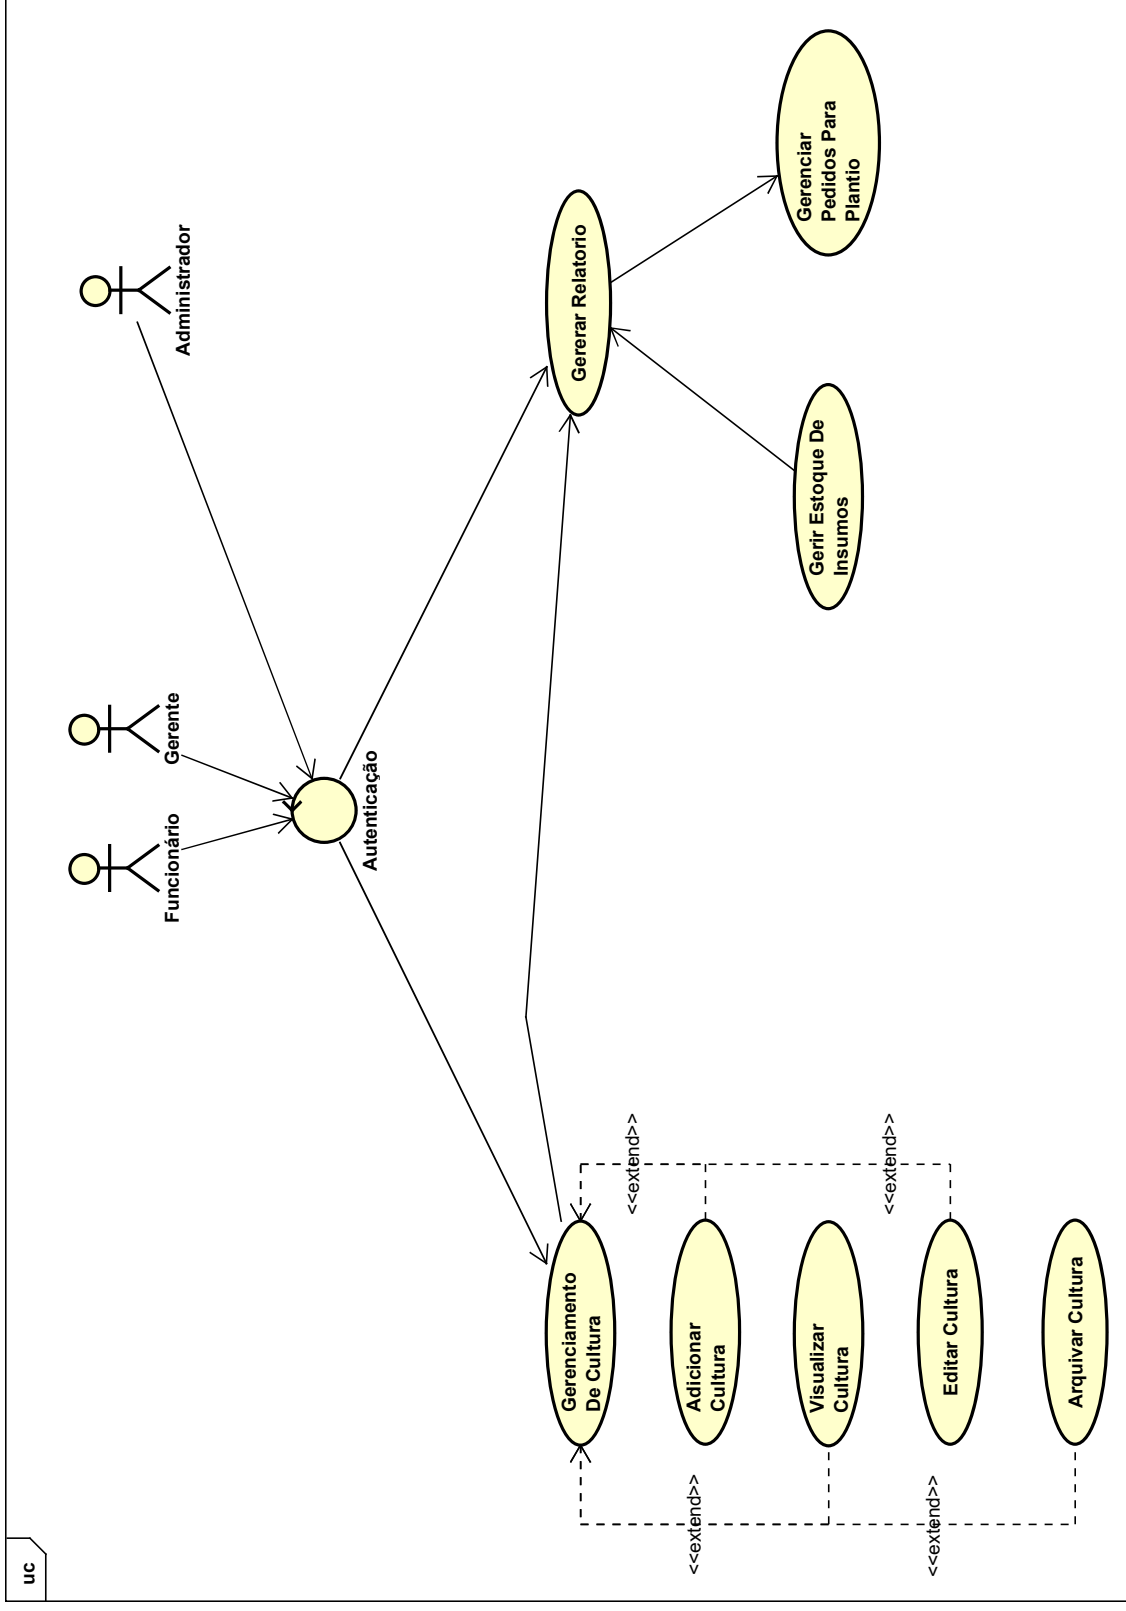 uc
Funcionário
Gerente
Administrador
Autenticação
Gerenciamento
De Cultura
Gererar Relatorio
<<extend>>
<<extend>>
Adicionar
Cultura
Visualizar
Cultura
Editar Cultura
Arquivar Cultura
<<extend>>
<<extend>>
Gerir Estoque De
Insumos
Gerenciar
Pedidos Para
Plantio